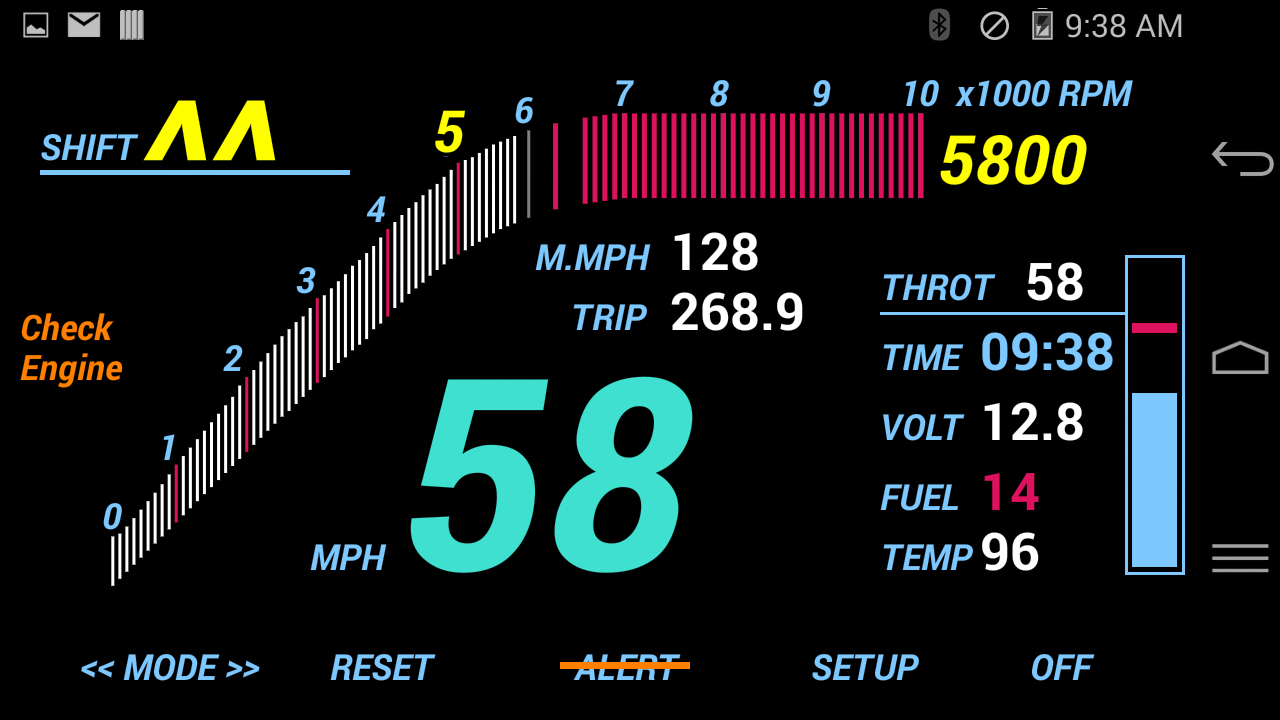 9:38 AM
7 8 9 10 x1000 RPM
SHIFT
5 6
5800
4
M.MPH 128
3
TRIP 268.9
THROT 58
Check
Engine
2
TIME 09:38
1
VOLT 12.8
0
FUEL 14
MPH 58
TEMP 96
<< MODE >> RESET ALERT SETUP OFF